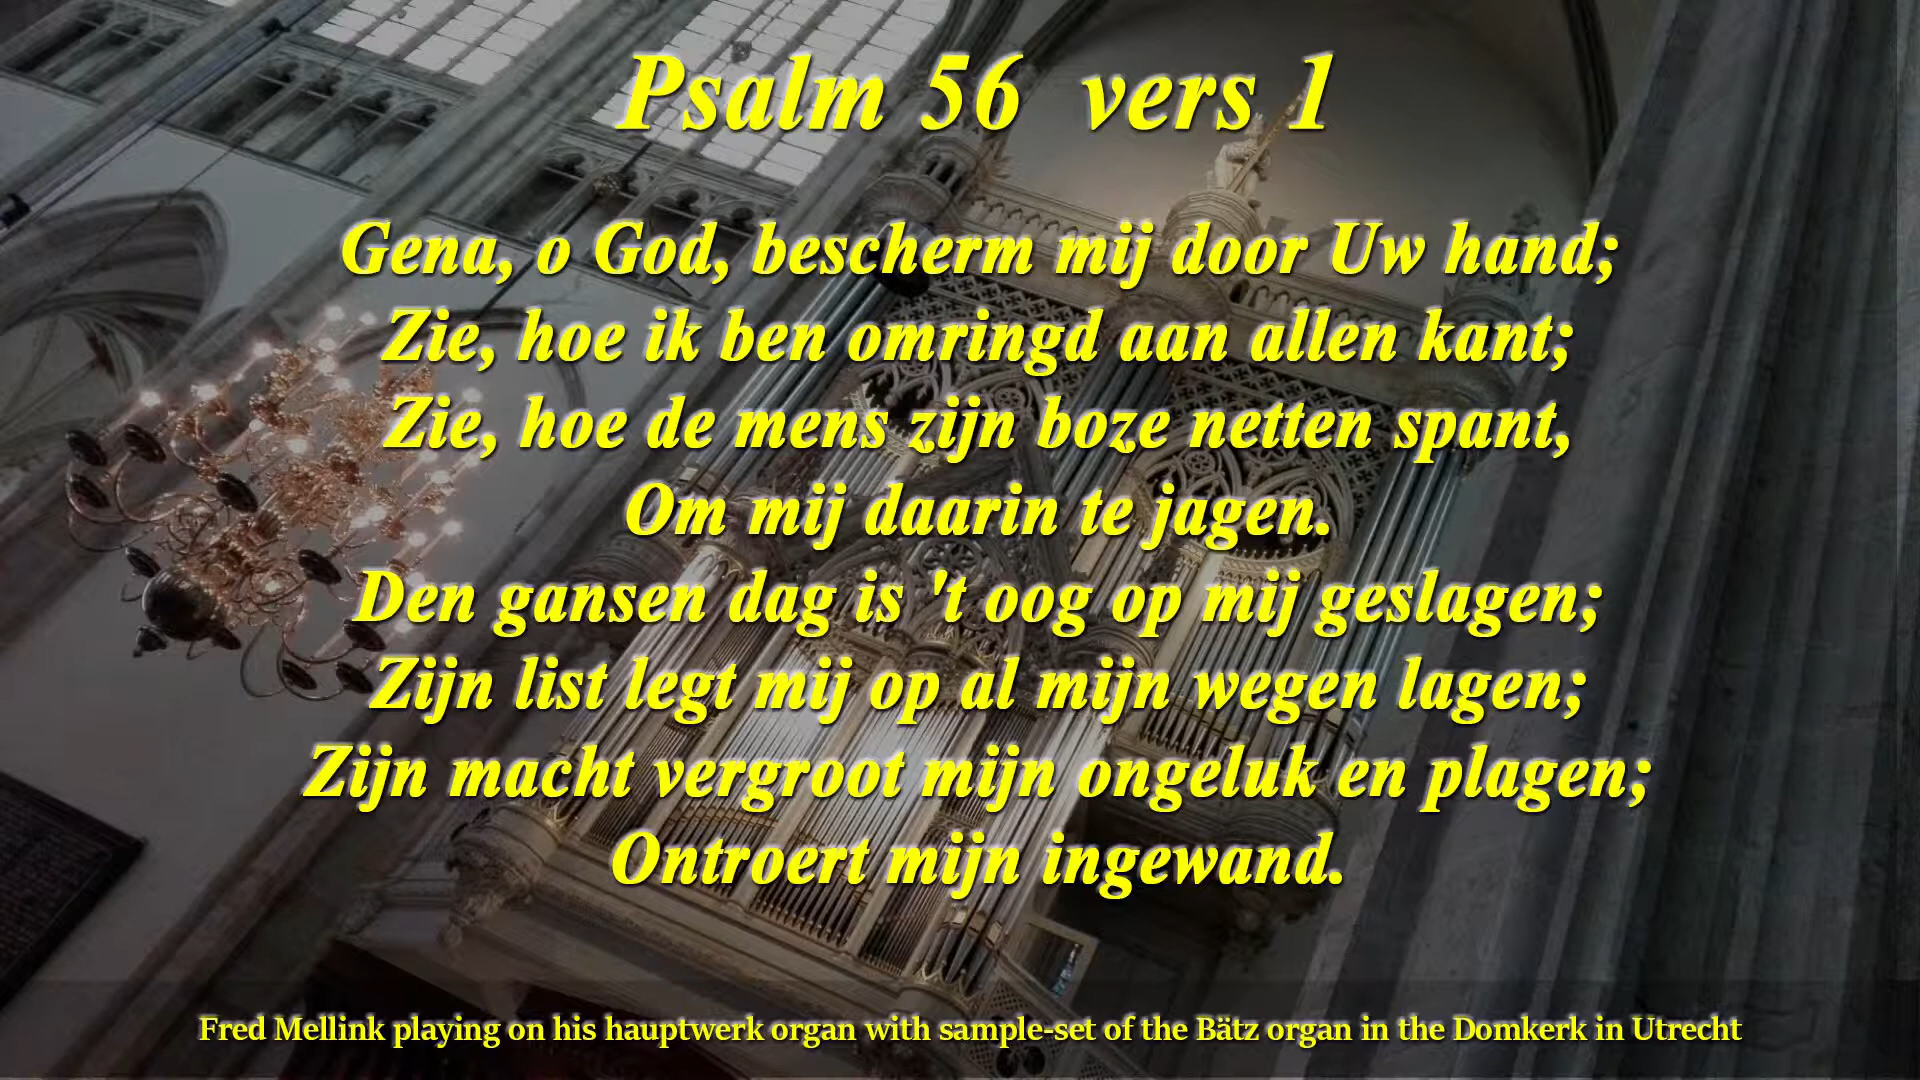 Psalm 56 vers 1
Gena, o God, bescherm mij door Uw hand;
Zie, hoe ik ben omringd aan allen kant;
Zie, hoe de mens zijn boze netten spant,
Om mij daarin te jagen.
Den gansen dag is 't oog op mij geslagen;
Zijn list legt mij op al mijn wegen lagen;
Zijn macht vergroot mijn ongeluk en plagen;
Ontroert mijn ingewand.
Fred Mellink playing on his hauptwerk organ with sample-set of the Bätz organ in the Domkerk in Utrecht